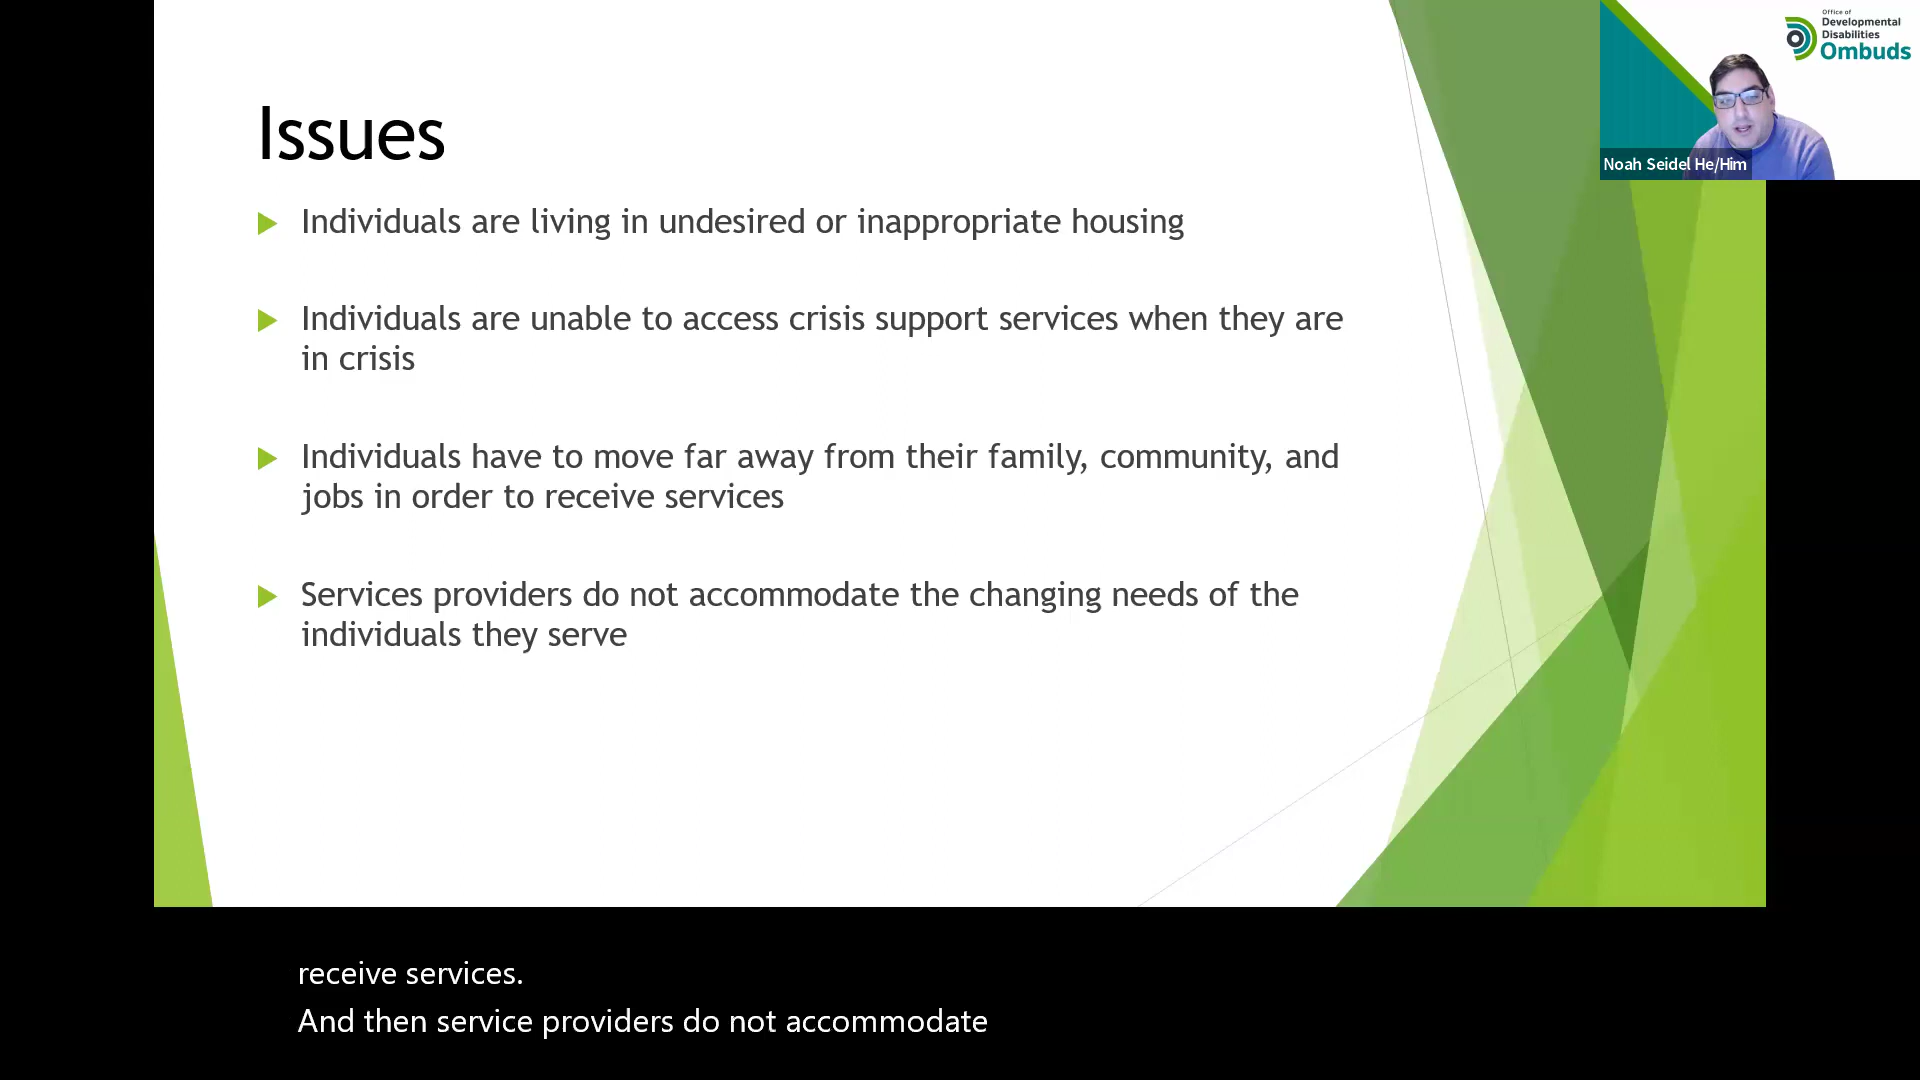 Issues
Individuals are living in undesired or inappropriate housing
Individuals are unable to access crisis support services when they are
in crisis
Individuals have to move far away from their family, community, and
jobs in order to receive services
Services providers do not accommodate the changing needs of the
individuals they serve
Office of
Developmental
Disabilities
Ombuds
Noah Seidel He/Him
receive services.
And then service providers do not accommodate